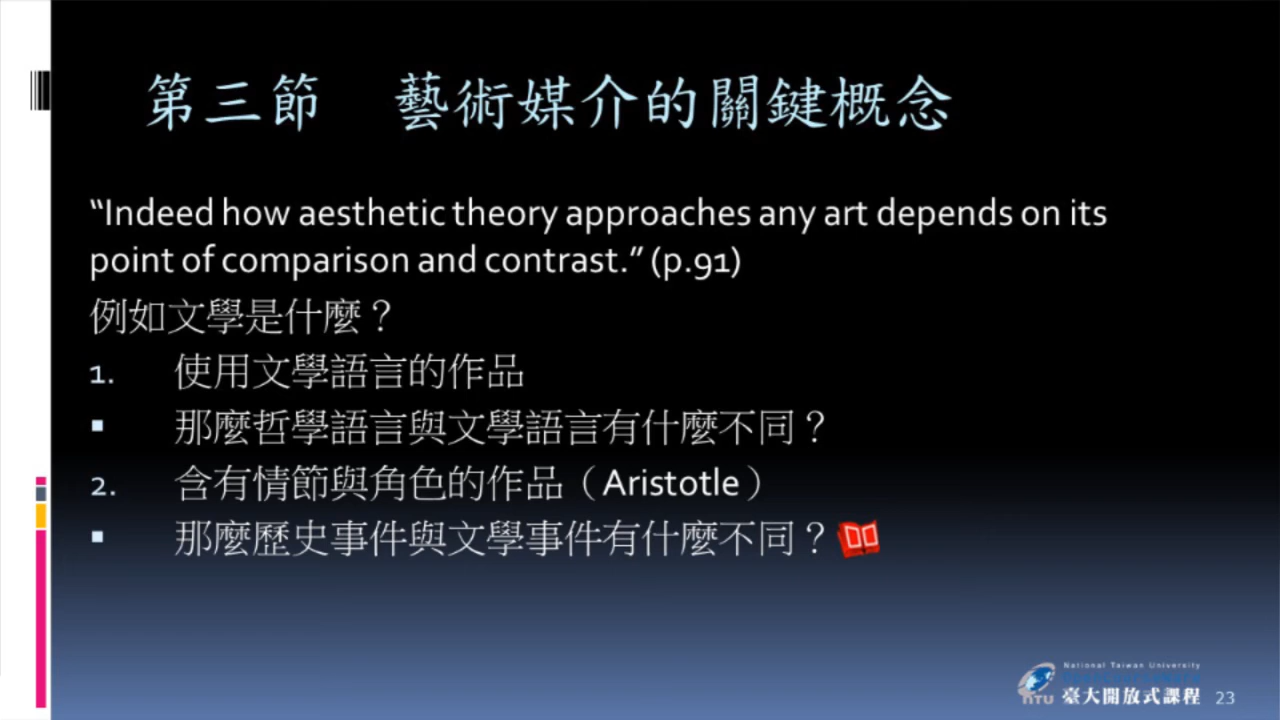 第三節　藝術媒介的關鍵概念
“Indeed how aesthetic theory approaches any art depends on its
point of comparison and contrast.” (p.91)
例如文學是什麼？
1. 使用文學語言的作品
▪ 那麼哲學語言與文學語言有什麼不同？
2. 含有情節與角色的作品（Aristotle）
▪ 那麼歷史事件與文學事件有什麼不同？
National Taiwan University
OpenCourseWare
NTU 臺大開放式課程
23